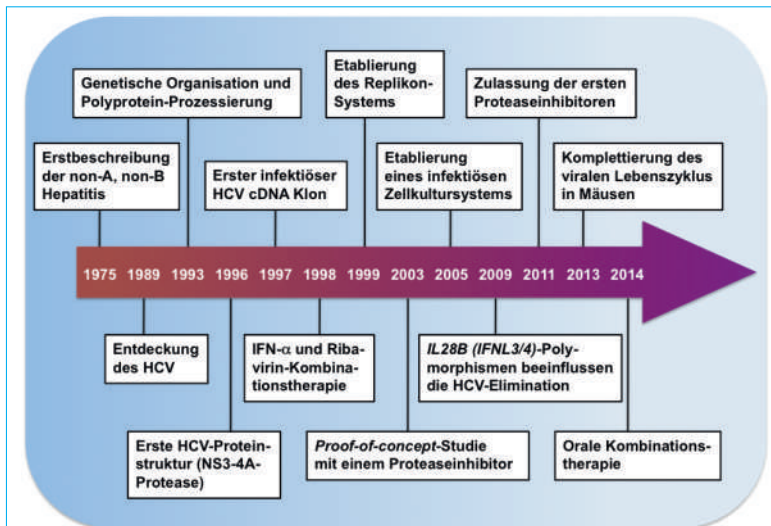 Genetische Organisation und
Polyprotein-Prozessierung
Etablierung
des Replikon-
Systems
Zulassung der ersten
Proteaseinhibitoren
Erstbeschreibung
der non-A, non-B
Hepatitis
Erster infektiöser
HCV cDNA Klon
Etablierung
eines infektiösen
Zellkultursystems
Komplettierung des
viralen Lebenszyklus
in Mäusen
1975 1989 1993 1996 1997 1998 1999 2003 2005 2009 2011 2013 2014
Entdeckung
des HCV
IFN-α und Riba-
virin-Kombina-
tionstherapie
IL28B (IFNL3/4)-Poly-
morphismen beeinflussen
die HCV-Elimination
Erste HCV-Protein-
struktur (NS3-4A-
Protease)
Proof-of-concept-Studie
mit einem Proteaseinhibitor
Orale Kombinations-
therapie